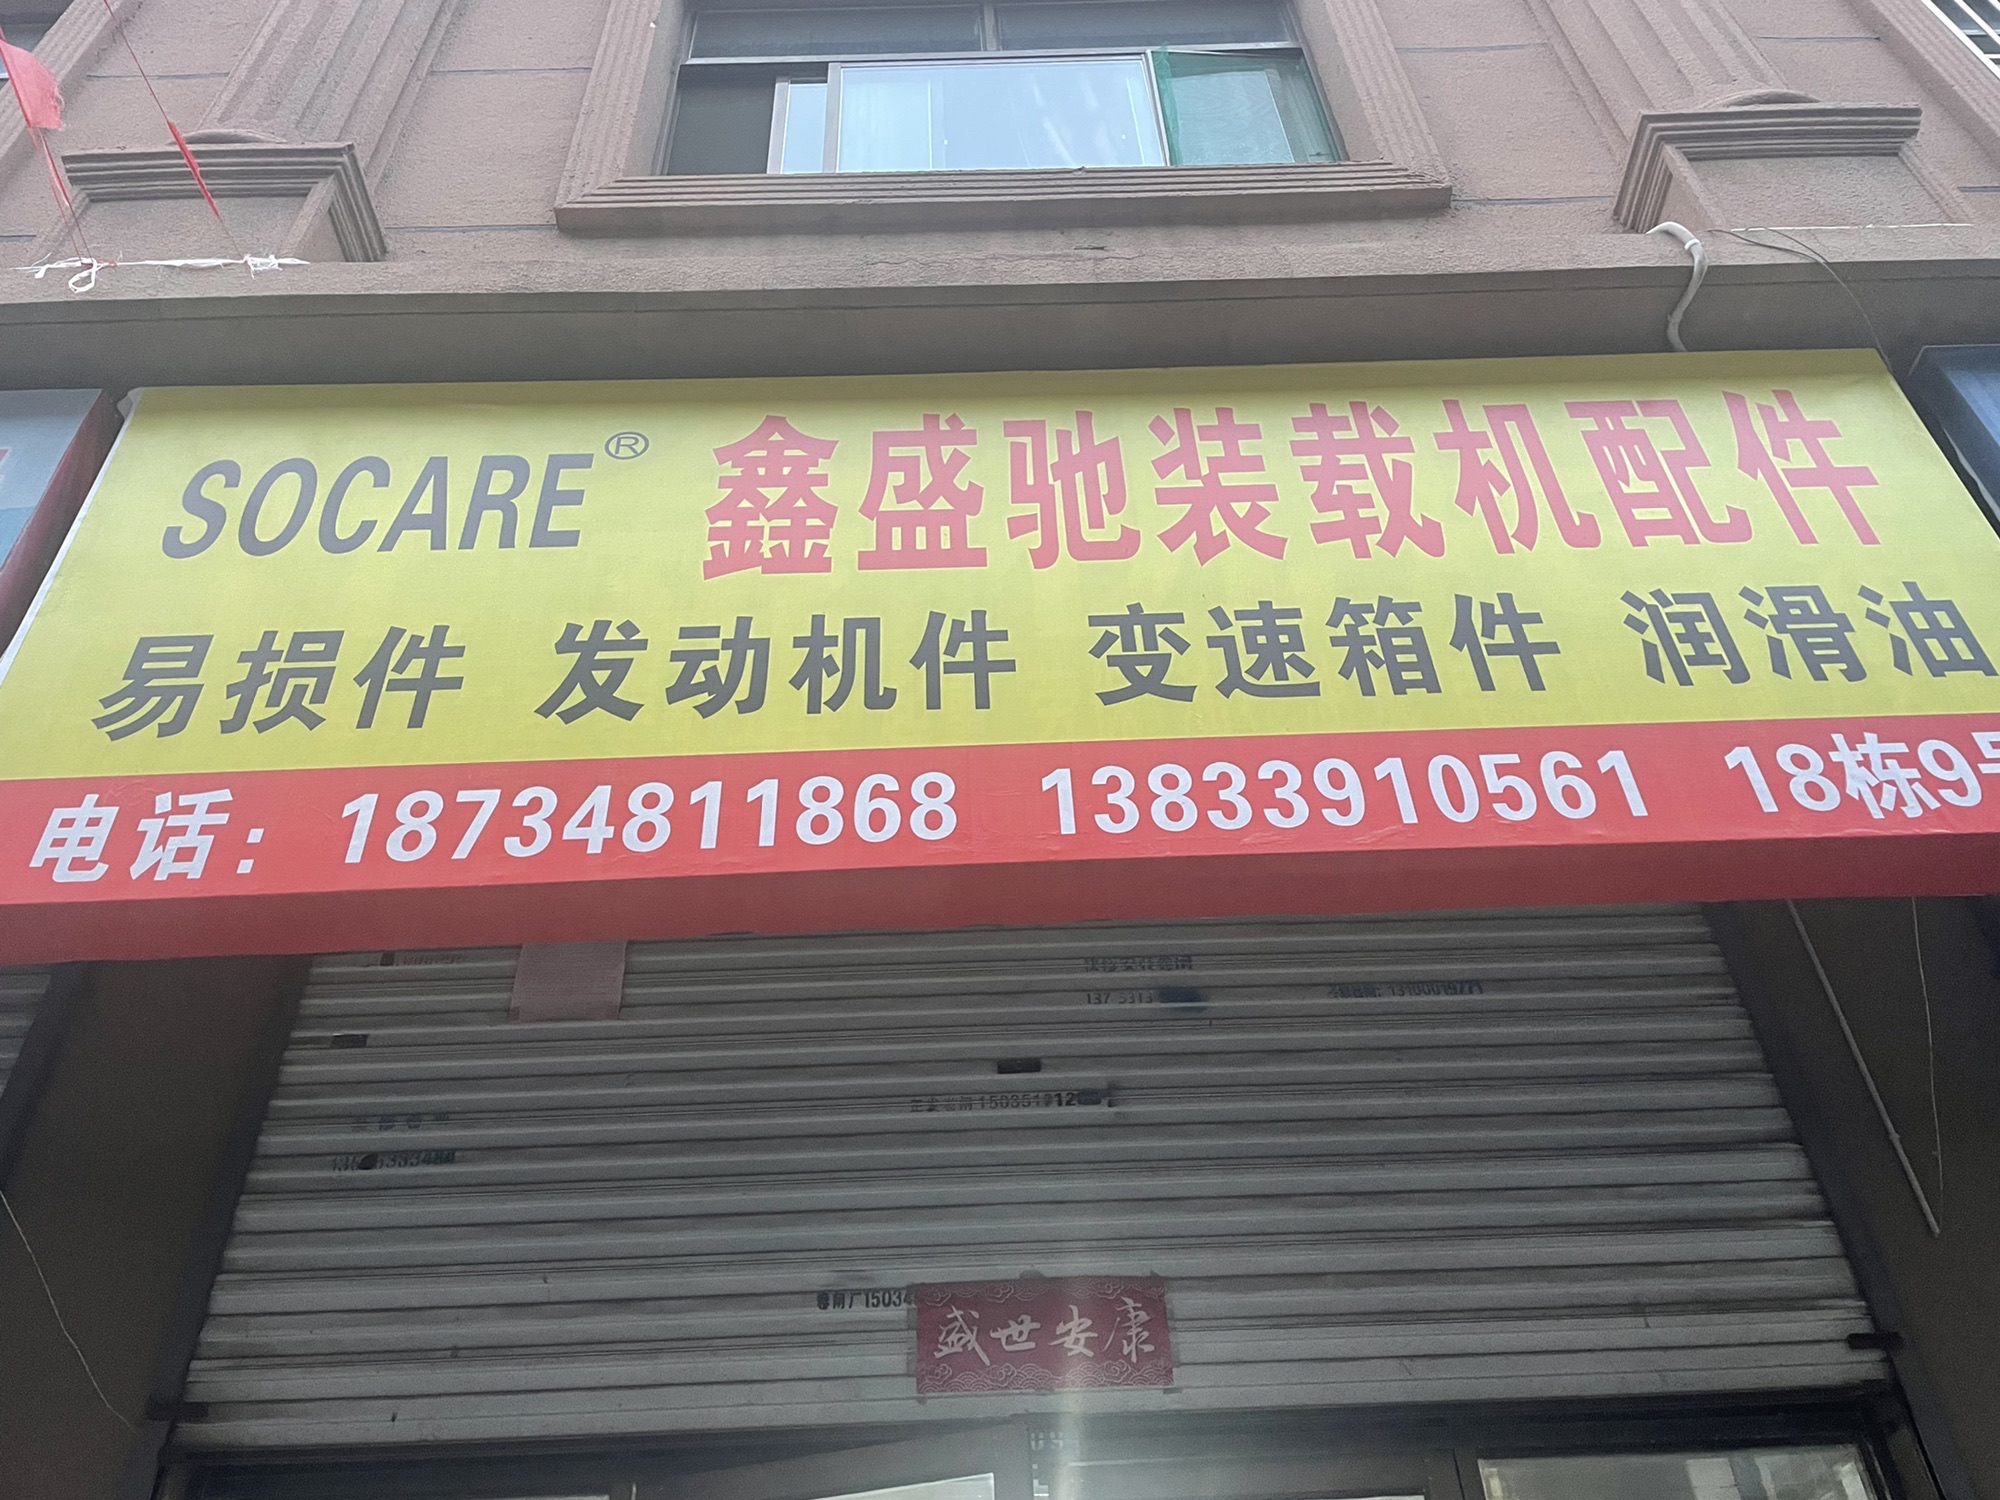 SOCARE® 鑫盛驰装载机配件
易损件 发动机件 变速箱件 润滑油
电话：18734811868 13833910561 18栋9号
盛世安康